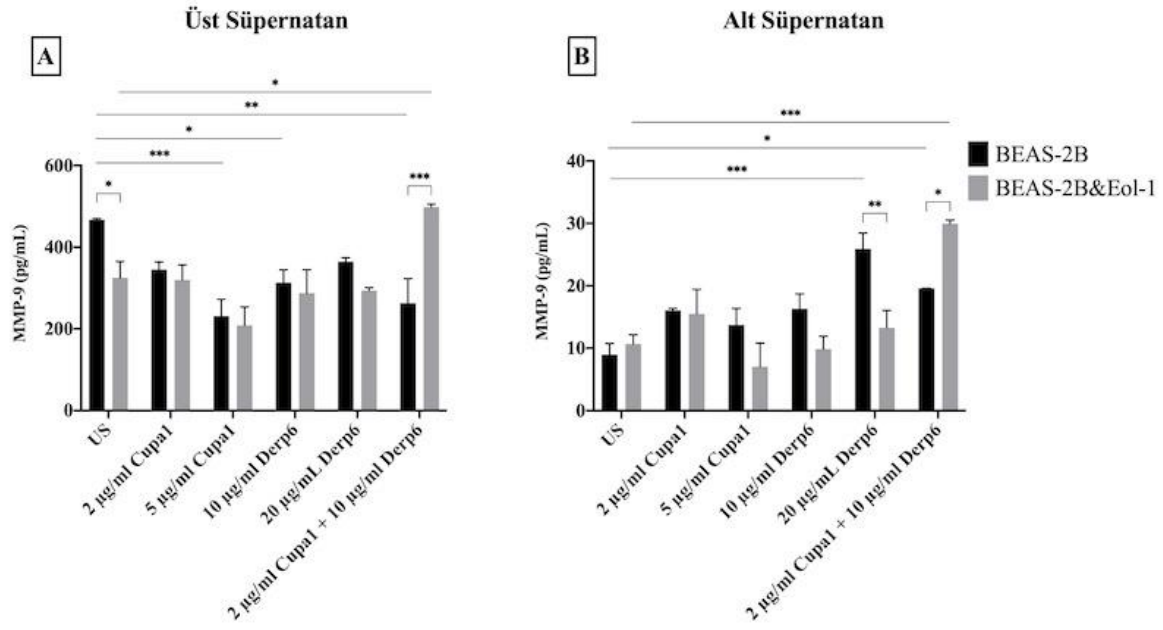 Üst Süpernatan
A
*
**
*
***
*
***
600
400
200
0
MMP-9 (pg/mL)
US
2 µg/ml Cupa1
5 µg/ml Cupa1
10 µg/ml Derp6
20 µg/mL Derp6
2 µg/ml Cupa1 + 10 µg/ml Derp6
Alt Süpernatan
B
***
*
***
**
*
40
30
20
10
0
MMP-9 (pg/mL)
US
2 µg/ml Cupa1
5 µg/ml Cupa1
10 µg/ml Derp6
20 µg/mL Derp6
2 µg/ml Cupa1 + 10 µg/ml Derp6
BEAS-2B
BEAS-2B&Eol-1